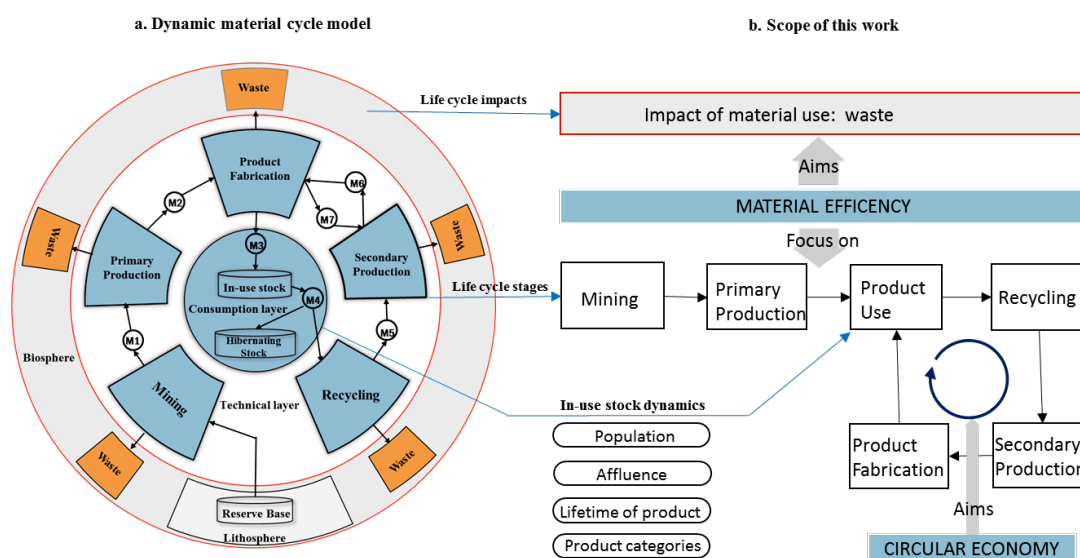 a. Dynamic material cycle model
Waste
Product
Fabrication
M6
M2
M7
Waste
Waste
M3
Primary
Production
Secondary
Production
In-use stock
M4
Consumption layer
M1
M5
Hibernating
Stock
Biosphere
Mining
Technical layer
Recycling
Waste
Waste
Reserve Base
Lithosphere
Life cycle impacts
Life cycle stages
In-use stock dynamics
Population
Affluence
Lifetime of product
Product categories
b. Scope of this work
Impact of material use: waste
Aims
MATERIAL EFFICENCY
Focus on
Mining
Primary
Production
Product
Use
Recycling
Product
Fabrication
Secondary
Production
Aims
CIRCULAR ECONOMY